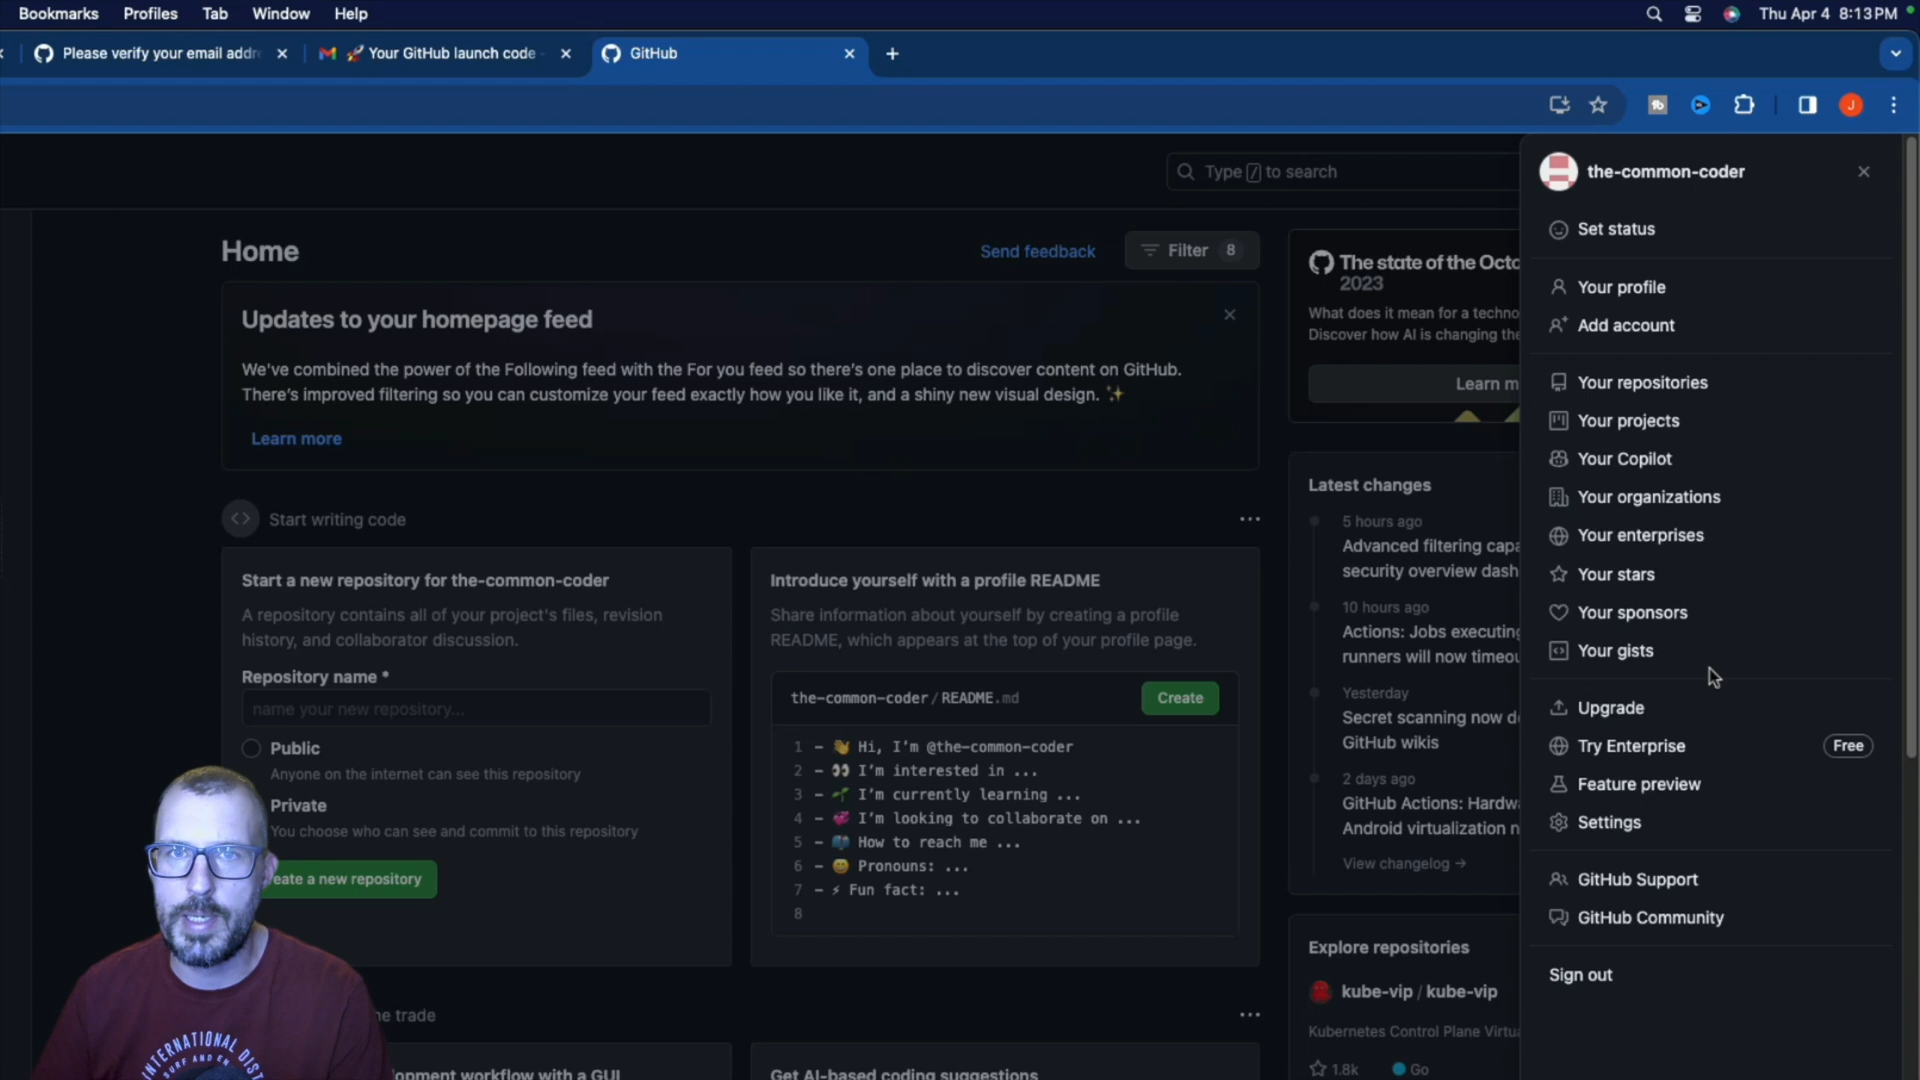 Bookmarks Profiles Tab Window Help
Thu Apr 4 8:13 PM
Please verify your email addr
🚀 Your GitHub launch code -
GitHub
J
Type / to search
the-common-coder
Set status
Your profile
Add account
Your repositories
Your projects
Your Copilot
Your organizations
Your enterprises
Your stars
Your sponsors
Your gists
Upgrade
Try Enterprise Free
Feature preview
Settings
GitHub Support
GitHub Community
Sign out
Home
Send feedback
Filter 8
Updates to your homepage feed
We've combined the power of the Following feed with the For you feed so there's one place to discover content on GitHub.
There's improved filtering so you can customize your feed exactly how you like it, and a shiny new visual design. ✨
Learn more
Start writing code
Start a new repository for the-common-coder
A repository contains all of your project's files, revision
history, and collaborator discussion.
Repository name *
name your new repository...
Public
Anyone on the internet can see this repository
Private
You choose who can see and commit to this repository
eate a new repository
Introduce yourself with a profile README
Share information about yourself by creating a profile
README, which appears at the top of your profile page.
the-common-coder / README.md
Create
1 - 👋 Hi, I'm @the-common-coder
2 - 👀 I'm interested in ...
3 - 🌱 I'm currently learning ...
4 - 💞️ I'm looking to collaborate on ...
5 - 📫 How to reach me ...
6 - 😄 Pronouns: ...
7 - ⚡ Fun fact: ...
8
The state of the Octo
2023
What does it mean for a techno
Discover how AI is changing the
Learn m
Latest changes
5 hours ago
Advanced filtering capa
security overview dash
10 hours ago
Actions: Jobs executing
runners will now timeou
Yesterday
Secret scanning now d
GitHub wikis
2 days ago
GitHub Actions: Hardwa
Android virtualization n
View changelog →
Explore repositories
kube-vip / kube-vip
Kubernetes Control Plane Virtu
1.8k Go
he trade
opment workflow with a GUI
Get AI-based coding suggestions
INTERNATIONAL DIST
SURF AND EN